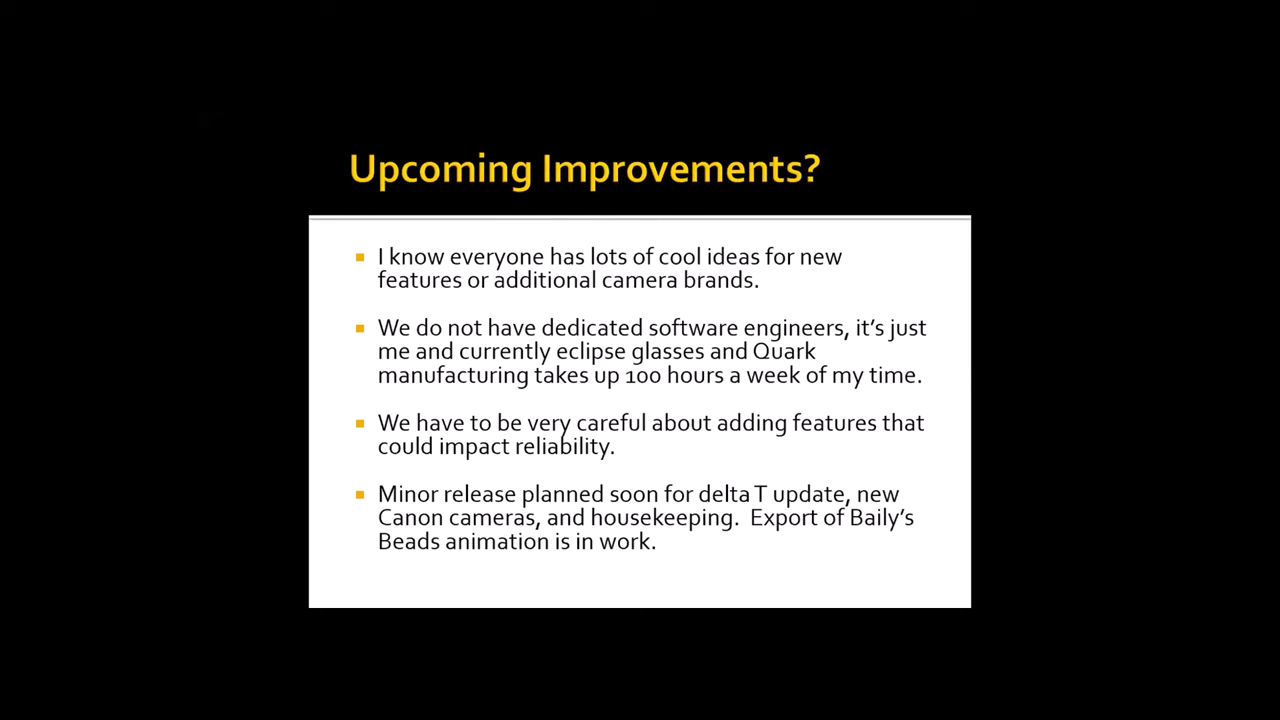 Upcoming Improvements?
I know everyone has lots of cool ideas for new
features or additional camera brands.
We do not have dedicated software engineers, it’s just
me and currently eclipse glasses and Quark
manufacturing takes up 100 hours a week of my time.
We have to be very careful about adding features that
could impact reliability.
Minor release planned soon for delta T update, new
Canon cameras, and housekeeping.  Export of Baily’s
Beads animation is in work.